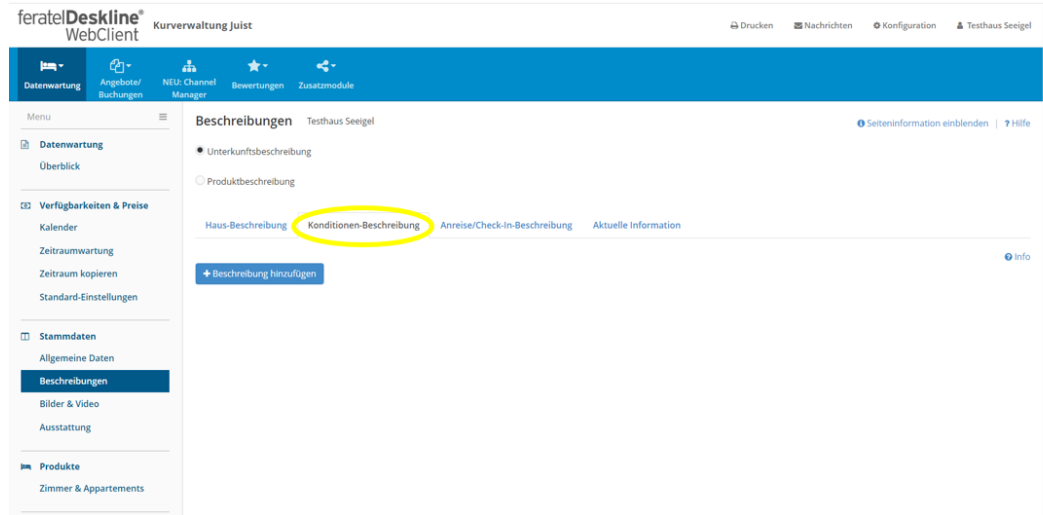 feratel Deskline®
WebClient
Kurverwaltung Juist
Drucken
Nachrichten
Konfiguration
Testhaus Seeigel
Datenwartung
Angebote/
Buchungen
NEU: Channel
Manager
Bewertungen
Zusatzmodule
Menu
Datenwartung
Überblick
Verfügbarkeiten & Preise
Kalender
Zeitraumwartung
Zeitraum kopieren
Standard-Einstellungen
Stammdaten
Allgemeine Daten
Beschreibungen
Bilder & Video
Ausstattung
Produkte
Zimmer & Appartements
Beschreibungen Testhaus Seeigel
Seiteninformation einblenden | ? Hilfe
Unterkunftsbeschreibung
Produktbeschreibung
Haus-Beschreibung Konditionen-Beschreibung Anreise/Check-In-Beschreibung Aktuelle Information
Info
+ Beschreibung hinzufügen